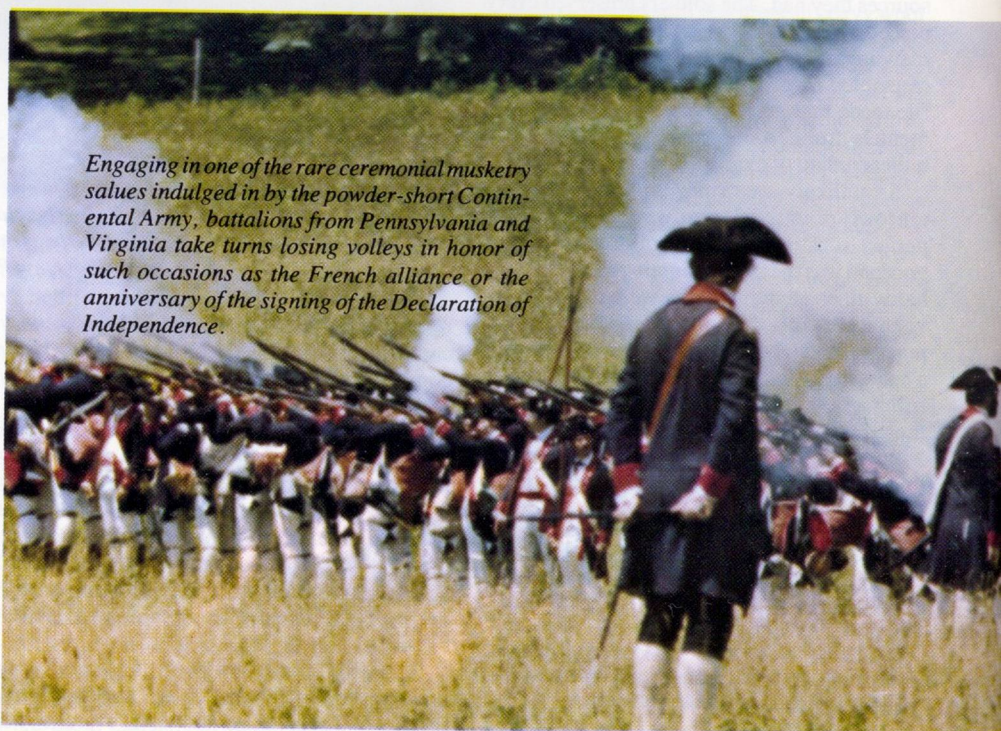 Engaging in one of the rare ceremonial musketry
salues indulged in by the powder-short Contin-
ental Army, battalions from Pennsylvania and
Virginia take turns losing volleys in honor of
such occasions as the French alliance or the
anniversary of the signing of the Declaration of
Independence.